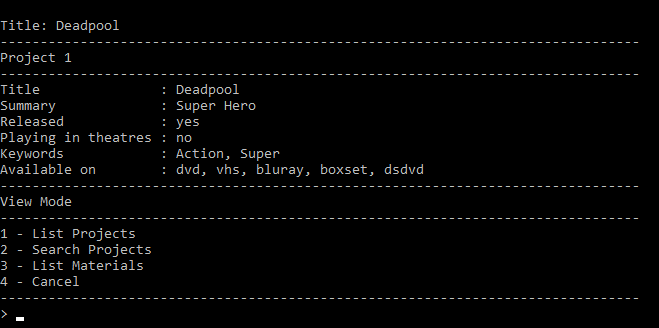 Title: Deadpool
--------------------------------------------------------------------------------
Project 1
--------------------------------------------------------------------------------
Title               : Deadpool
Summary             : Super Hero
Released            : yes
Playing in theatres : no
Keywords            : Action, Super
Available on        : dvd, vhs, bluray, boxset, dsdvd
--------------------------------------------------------------------------------
View Mode
--------------------------------------------------------------------------------
1 - List Projects
2 - Search Projects
3 - List Materials
4 - Cancel
--------------------------------------------------------------------------------
> _